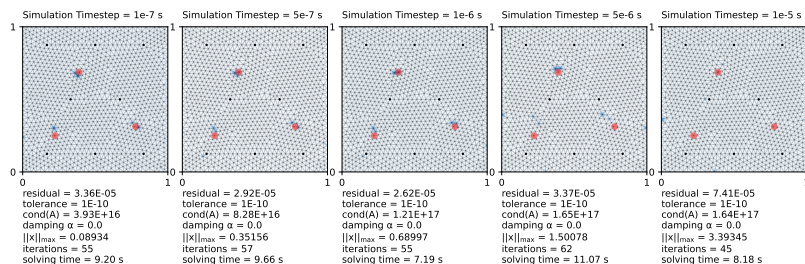 Simulation Timestep = 1e-7 s
Simulation Timestep = 5e-7 s
Simulation Timestep = 1e-6 s
Simulation Timestep = 5e-6 s
Simulation Timestep = 1e-5 s
1 1 1 1 1
0 0 0 0 0
0 1 0 1 0 1 0 1 0 1
residual = 3.36E-05
tolerance = 1E-10
cond(A) = 3.93E+16
damping α = 0.0
||x||max = 0.08934
iterations = 55
solving time = 9.20 s
residual = 2.92E-05
tolerance = 1E-10
cond(A) = 8.28E+16
damping α = 0.0
||x||max = 0.35156
iterations = 57
solving time = 9.66 s
residual = 2.62E-05
tolerance = 1E-10
cond(A) = 1.21E+17
damping α = 0.0
||x||max = 0.68997
iterations = 55
solving time = 7.19 s
residual = 3.37E-05
tolerance = 1E-10
cond(A) = 1.65E+17
damping α = 0.0
||x||max = 1.50078
iterations = 62
solving time = 11.07 s
residual = 7.41E-05
tolerance = 1E-10
cond(A) = 1.64E+17
damping α = 0.0
||x||max = 3.39345
iterations = 45
solving time = 8.18 s